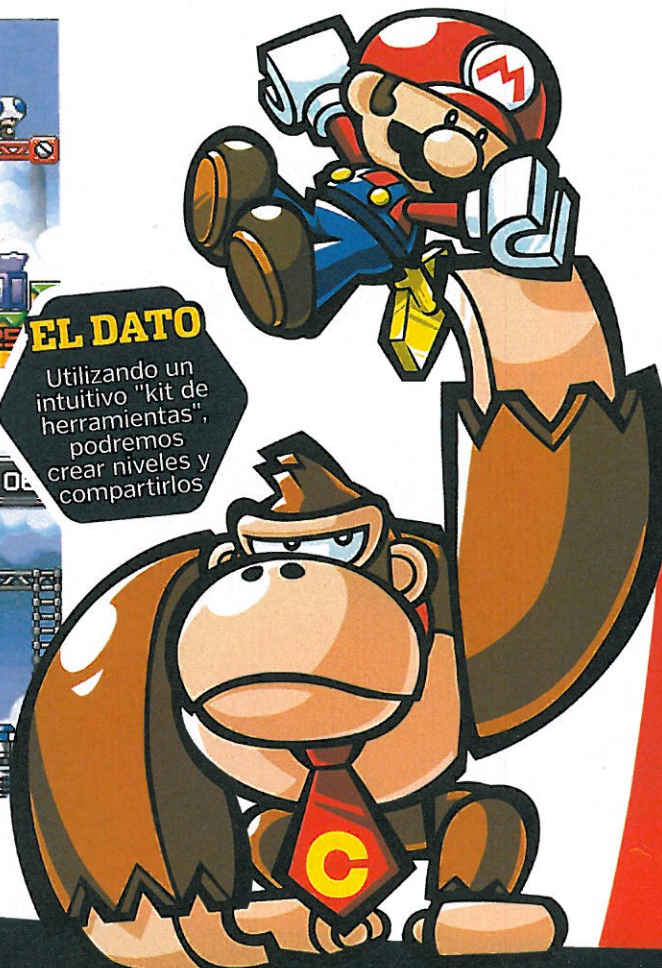 M
EL DATO
Utilizando un
intuitivo "kit de
herramientas",
podremos
crear niveles y
compartirlos
C